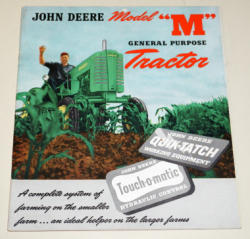 JOHN DEERE Model "M"
GENERAL PURPOSE
Tractor
JOHN DEERE
QUIK-TATCH
WORKING EQUIPMENT
JOHN DEERE
Touch-o-matic
HYDRAULIC CONTROL
A complete system of
farming on the smaller
farm... an ideal helper on the larger farms